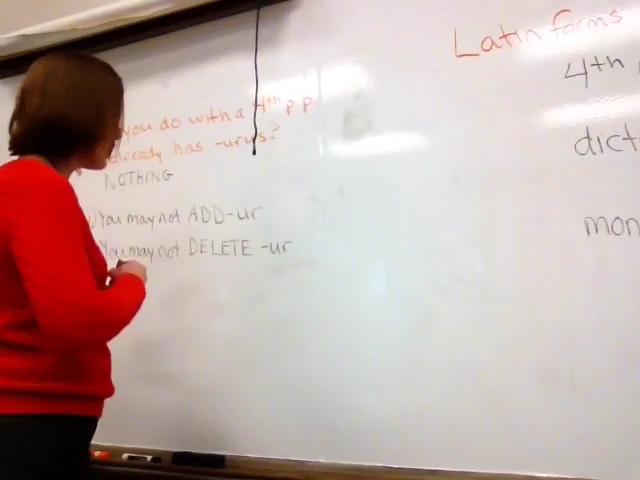 you do with a 4th p.p
already has -urus?
NOTHING
You may not ADD -ur
You may not DELETE -ur
Latin forms
4th
dict
mon